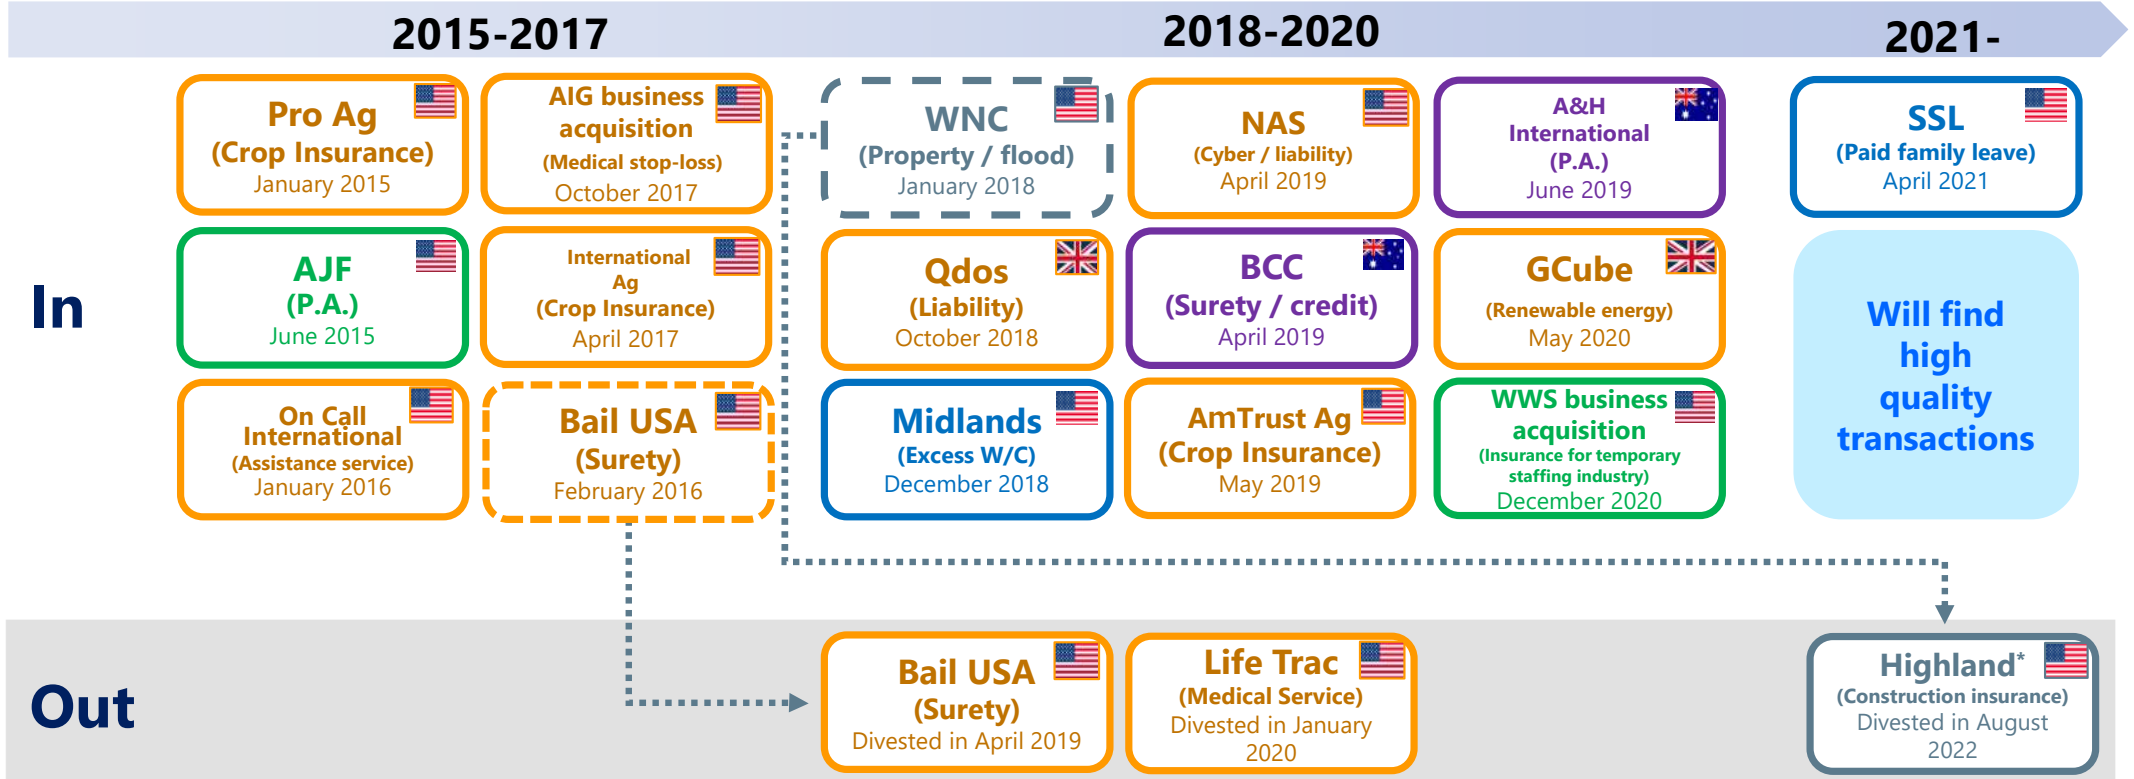 2015-2017
2018-2020
2021-
In
Pro Ag
(Crop Insurance)
January 2015
AIG business
acquisition
(Medical stop-loss)
October 2017
WNC
(Property / flood)
January 2018
NAS
(Cyber / liability)
April 2019
A&H
International
(P.A.)
June 2019
SSL
(Paid family leave)
April 2021
AJF
(P.A.)
June 2015
International
Ag
(Crop Insurance)
April 2017
Qdos
(Liability)
October 2018
BCC
(Surety / credit)
April 2019
GCube
(Renewable energy)
May 2020
Will find
high
quality
transactions
On Call
International
(Assistance service)
January 2016
Bail USA
(Surety)
February 2016
Midlands
(Excess W/C)
December 2018
AmTrust Ag
(Crop Insurance)
May 2019
WWS business
acquisition
(Insurance for temporary
staffing industry)
December 2020
Out
Bail USA
(Surety)
Divested in April 2019
Life Trac
(Medical Service)
Divested in January
2020
Highland*
(Construction insurance)
Divested in August
2022